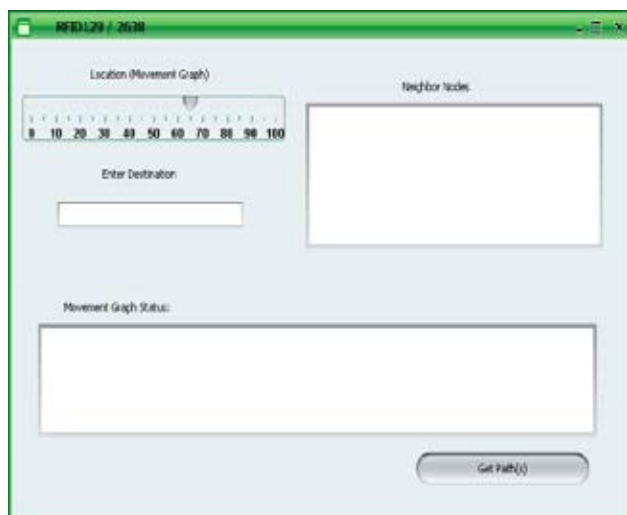 RFID129 / 2638
Location (Movement Graph)
0 10 20 30 40 50 60 70 80 90 100
Neighbor Nodes
Enter Destination
Movement Graph Status:
Get Path(s)